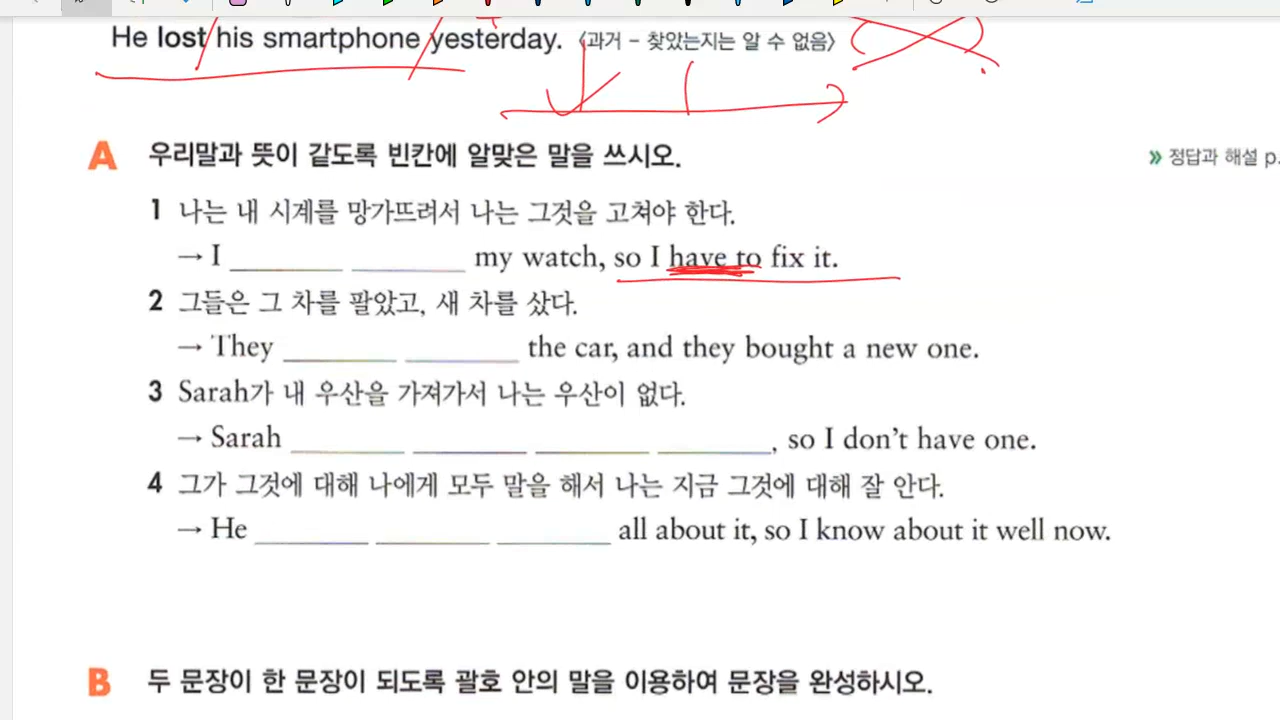 He lost his smartphone yesterday. 〈과거 – 찾았는지는 알 수 없음〉
A 우리말과 뜻이 같도록 빈칸에 알맞은 말을 쓰시오.
» 정답과 해설 p.
1 나는 내 시계를 망가뜨려서 나는 그것을 고쳐야 한다.
→ I ________ ________ my watch, so I have to fix it.
2 그들은 그 차를 팔았고, 새 차를 샀다.
→ They ________ ________ the car, and they bought a new one.
3 Sarah가 내 우산을 가져가서 나는 우산이 없다.
→ Sarah ________ ________ ________ ________, so I don't have one.
4 그가 그것에 대해 나에게 모두 말을 해서 나는 지금 그것에 대해 잘 안다.
→ He ________ ________ ________ all about it, so I know about it well now.
B 두 문장이 한 문장이 되도록 괄호 안의 말을 이용하여 문장을 완성하시오.